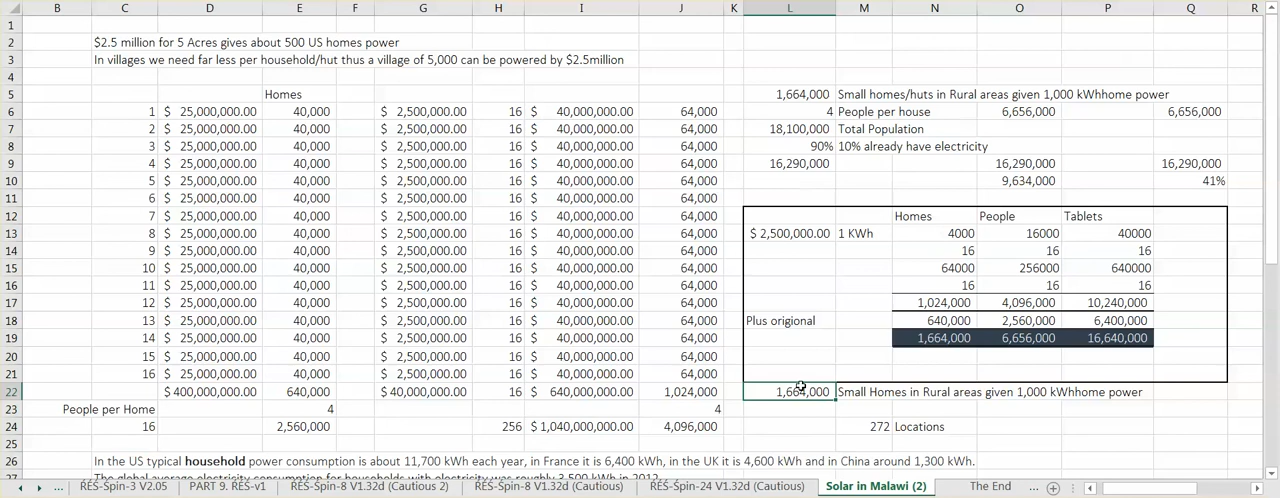 B C D E F G H I J K L M N O P Q R
1
2 $2.5 million for 5 Acres gives about 500 US homes power
3 In villages we need far less per household/hut thus a village of 5,000 can be powered by $2.5million
4
5 Homes 1,664,000 Small homes/huts in Rural areas given 1,000 kWhhome power
6 1 $ 25,000,000.00 40,000 $ 2,500,000.00 16 $ 40,000,000.00 64,000 4 People per house 6,656,000 6,656,000
7 2 $ 25,000,000.00 40,000 $ 2,500,000.00 16 $ 40,000,000.00 64,000 18,100,000 Total Population
8 3 $ 25,000,000.00 40,000 $ 2,500,000.00 16 $ 40,000,000.00 64,000 90% 10% already have electricity
9 4 $ 25,000,000.00 40,000 $ 2,500,000.00 16 $ 40,000,000.00 64,000 16,290,000 16,290,000 16,290,000
10 5 $ 25,000,000.00 40,000 $ 2,500,000.00 16 $ 40,000,000.00 64,000 9,634,000 41%
11 6 $ 25,000,000.00 40,000 $ 2,500,000.00 16 $ 40,000,000.00 64,000
12 7 $ 25,000,000.00 40,000 $ 2,500,000.00 16 $ 40,000,000.00 64,000 Homes People Tablets
13 8 $ 25,000,000.00 40,000 $ 2,500,000.00 16 $ 40,000,000.00 64,000 $ 2,500,000.00 1 KWh 4000 16000 40000
14 9 $ 25,000,000.00 40,000 $ 2,500,000.00 16 $ 40,000,000.00 64,000 16 16 16
15 10 $ 25,000,000.00 40,000 $ 2,500,000.00 16 $ 40,000,000.00 64,000 64000 256000 640000
16 11 $ 25,000,000.00 40,000 $ 2,500,000.00 16 $ 40,000,000.00 64,000 16 16 16
17 12 $ 25,000,000.00 40,000 $ 2,500,000.00 16 $ 40,000,000.00 64,000 1,024,000 4,096,000 10,240,000
18 13 $ 25,000,000.00 40,000 $ 2,500,000.00 16 $ 40,000,000.00 64,000 Plus origional 640,000 2,560,000 6,400,000
19 14 $ 25,000,000.00 40,000 $ 2,500,000.00 16 $ 40,000,000.00 64,000 1,664,000 6,656,000 16,640,000
20 15 $ 25,000,000.00 40,000 $ 2,500,000.00 16 $ 40,000,000.00 64,000
21 16 $ 25,000,000.00 40,000 $ 2,500,000.00 16 $ 40,000,000.00 64,000
22 $400,000,000.00 640,000 $ 40,000,000.00 16 $ 640,000,000.00 1,024,000 1,664,000 Small Homes in Rural areas given 1,000 kWhhome power
23 People per Home 4 4
24 16 2,560,000 256 $ 1,040,000,000.00 4,096,000 272 Locations
25
26 In the US typical household power consumption is about 11,700 kWh each year, in France it is 6,400 kWh, in the UK it is 4,600 kWh and in China around 1,300 kWh.
27 The global average electricity consumption for households with electricity was roughly 3,500 kWh in 2012
... RES-Spin-3 V2.05 P. 9. RES-v1 RES-Spin-8 V1.32d (Cautious 2) RES-Spin-8 V1.32d (Cautious) RES-Spin-24 V1.32d (Cautious) Solar in Malawi (2) The End ...